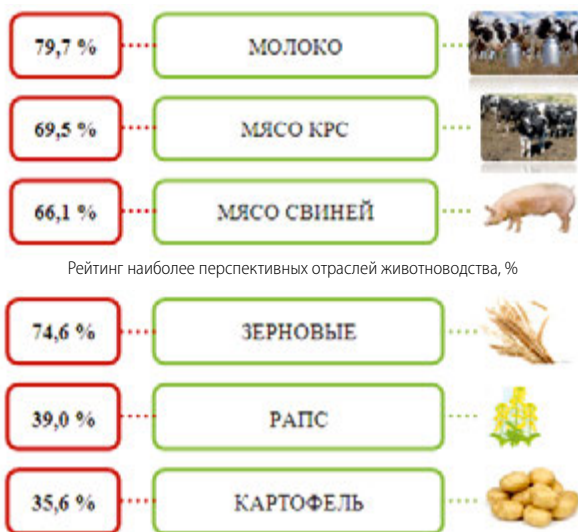 79,7 % МОЛОКО
69,5 % МЯСО КРС
66,1 % МЯСО СВИНЕЙ
Рейтинг наиболее перспективных отраслей животноводства, %
74,6 % ЗЕРНОВЫЕ
39,0 % РАПС
35,6 % КАРТОФЕЛЬ